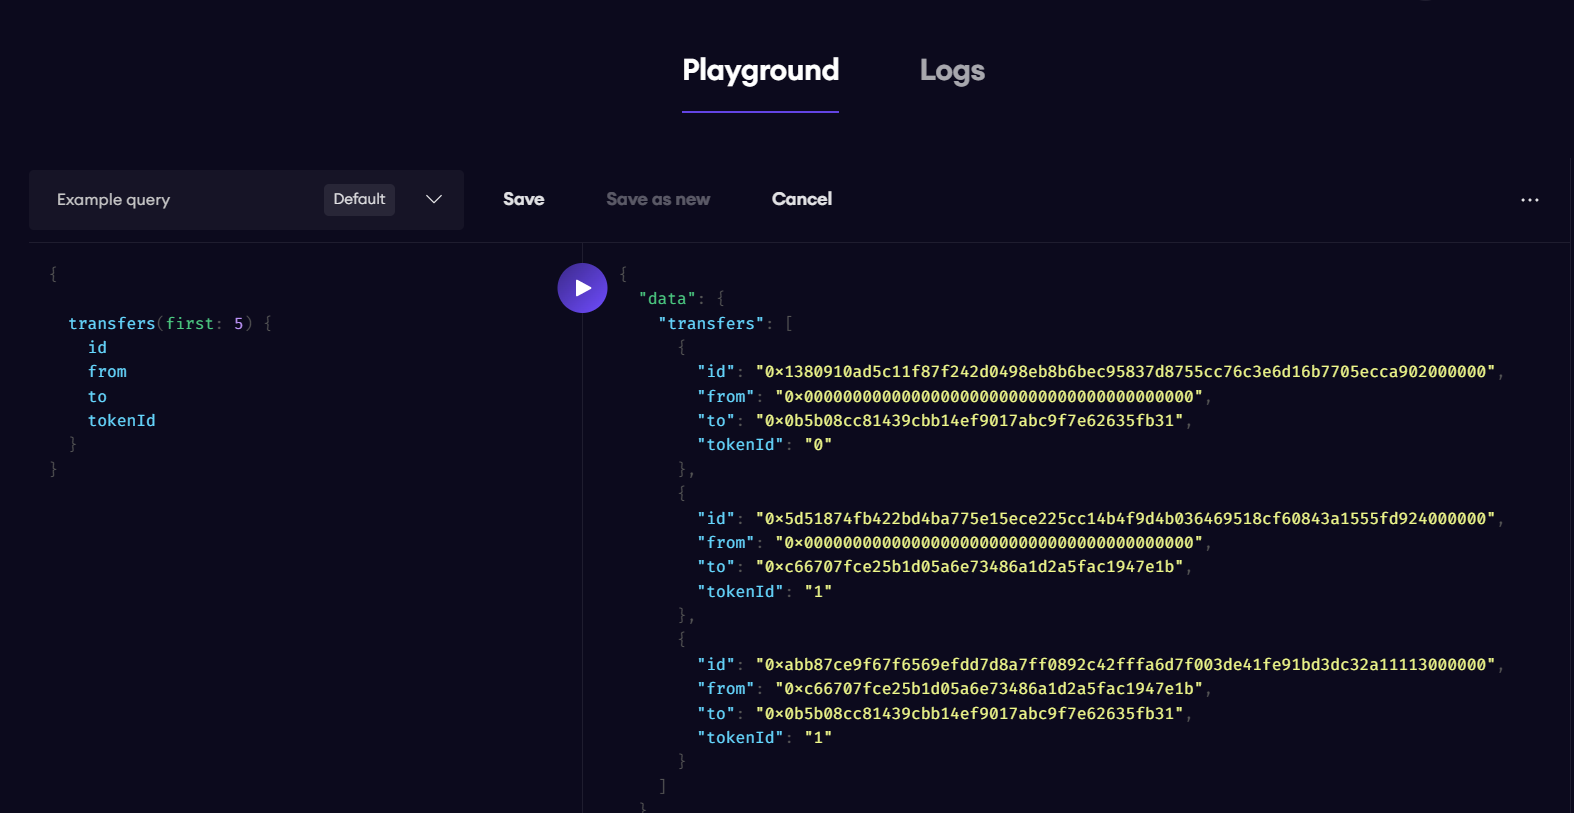 Playground Logs
Example query Default Save Save as new Cancel ...
{
transfers(first: 5) {
id
from
to
tokenId
}
}
{
"data": {
"transfers": [
{
"id": "0x1380910ad5c11f87f242d0498eb8b6bec95837d8755cc76c3e6d16b7705ecca902000000",
"from": "0x0000000000000000000000000000000000000000",
"to": "0x0b5b08cc81439cbb14ef9017abc9f7e62635fb31",
"tokenId": "0"
},
{
"id": "0x5d51874fb422bd4ba775e15ece225cc14b4f9d4b036469518cf60843a1555fd924000000",
"from": "0x0000000000000000000000000000000000000000",
"to": "0xc66707fce25b1d05a6e73486a1d2a5fac1947e1b",
"tokenId": "1"
},
{
"id": "0xabb87ce9f67f6569efdd7d8a7ff0892c42fffa6d7f003de41fe91bd3dc32a11113000000",
"from": "0xc66707fce25b1d05a6e73486a1d2a5fac1947e1b",
"to": "0x0b5b08cc81439cbb14ef9017abc9f7e62635fb31",
"tokenId": "1"
}
]
}